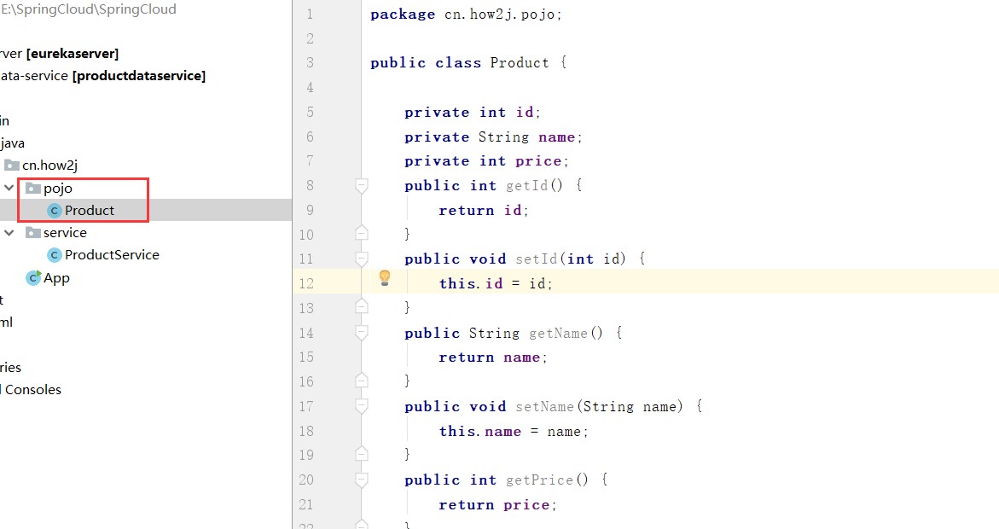 E:\SpringCloud\SpringCloud
rver [eurekaserver]
ata-service [productdataservice]
in
java
cn.how2j
pojo
C Product
service
C ProductService
C App
t
ml
ries
d Consoles
1 package cn.how2j.pojo;
2
3 public class Product {
4
5 private int id;
6 private String name;
7 private int price;
8 public int getId() {
9 return id;
10 }
11 public void setId(int id) {
12 this.id = id;
13 }
14 public String getName() {
15 return name;
16 }
17 public void setName(String name) {
18 this.name = name;
19 }
20 public int getPrice() {
21 return price;
22 }